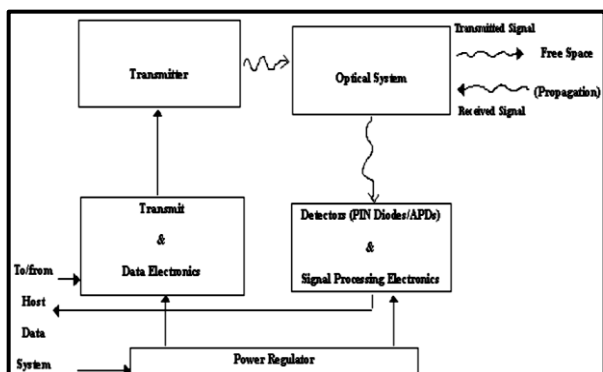 Transmitted Signal
Transmitter
Optical System
Free Space
(Propagation)
Received Signal
Transmit
&
Data Electronics
Detectors (PIN Diodes/APDs)
&
Signal Processing Electronics
To/from
Host
Data
System
Power Regulator